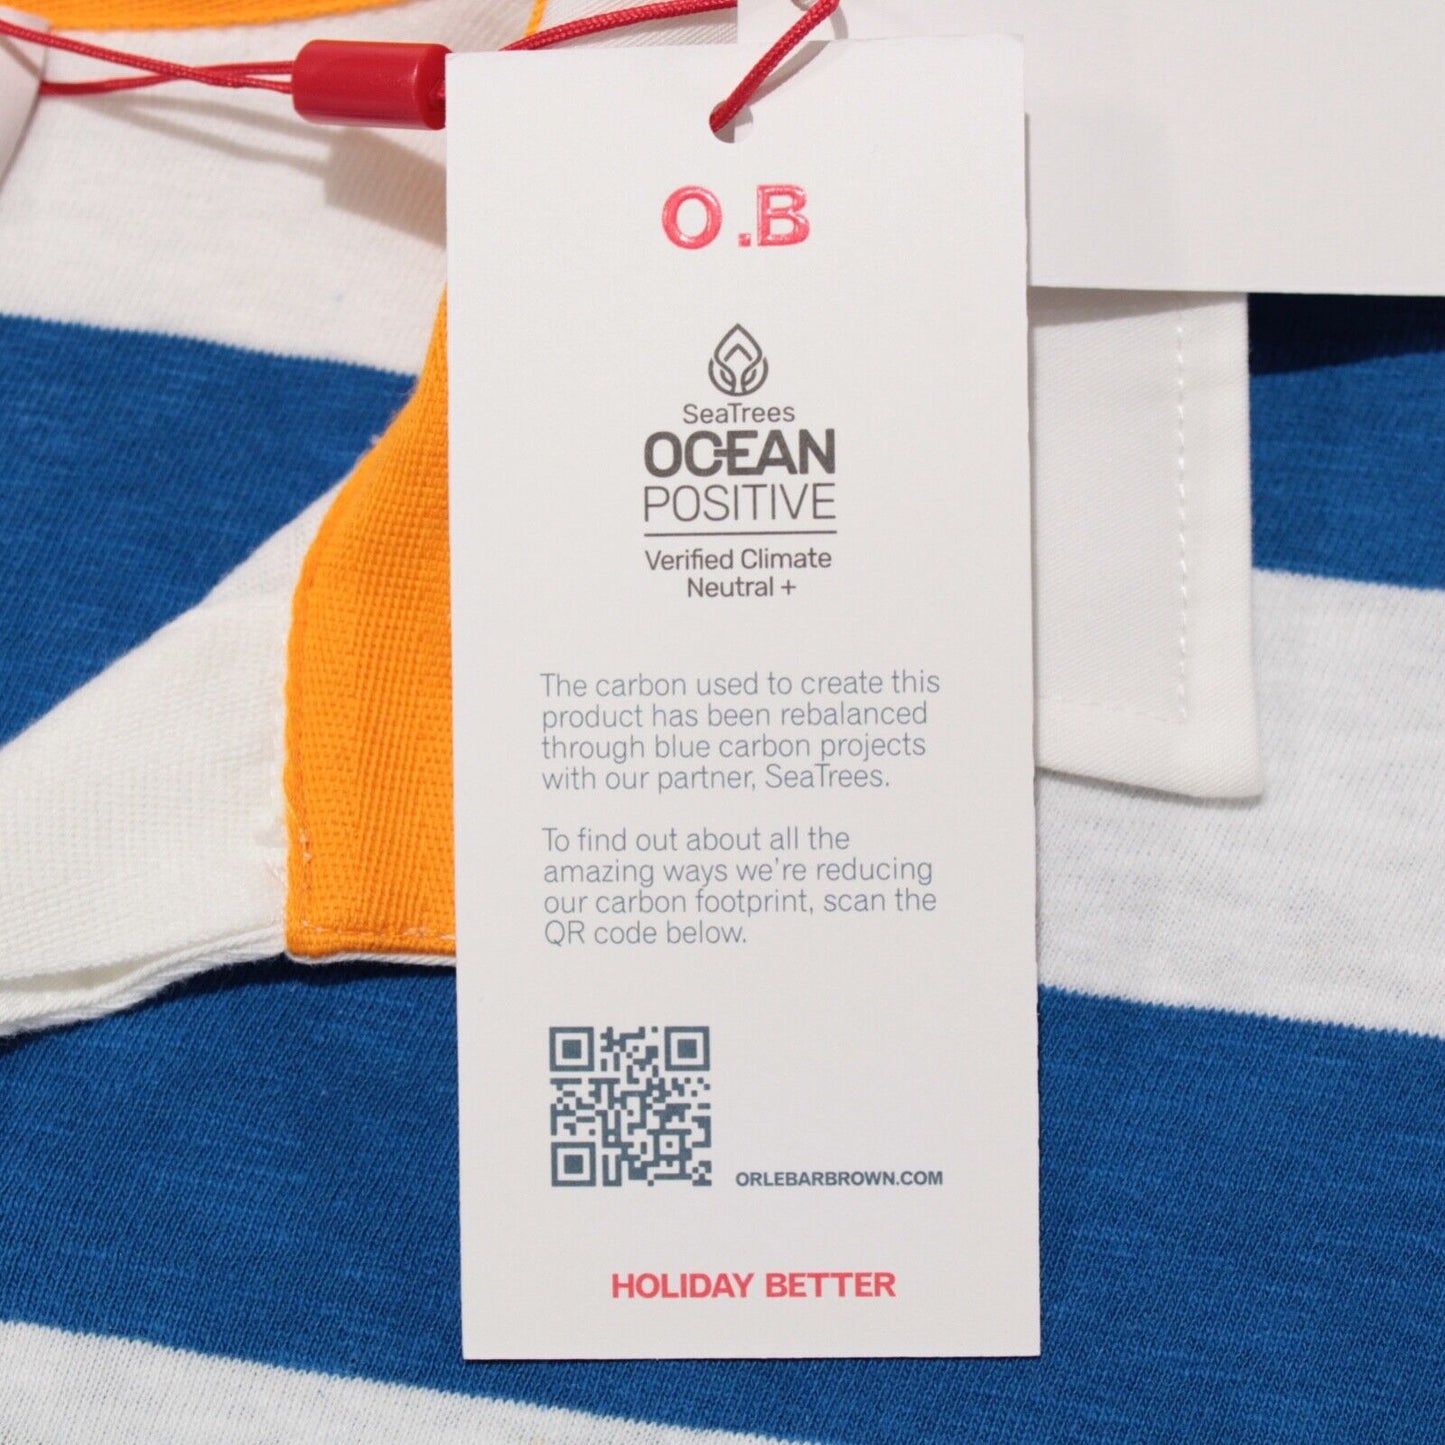 O.B
SeaTrees
OCEAN
POSITIVE
Verified Climate
Neutral +
The carbon used to create this
product has been rebalanced
through blue carbon projects
with our partner, SeaTrees.
To find out about all the
amazing ways we're reducing
our carbon footprint, scan the
QR code below.
ORLEBARBROWN.COM
HOLIDAY BETTER